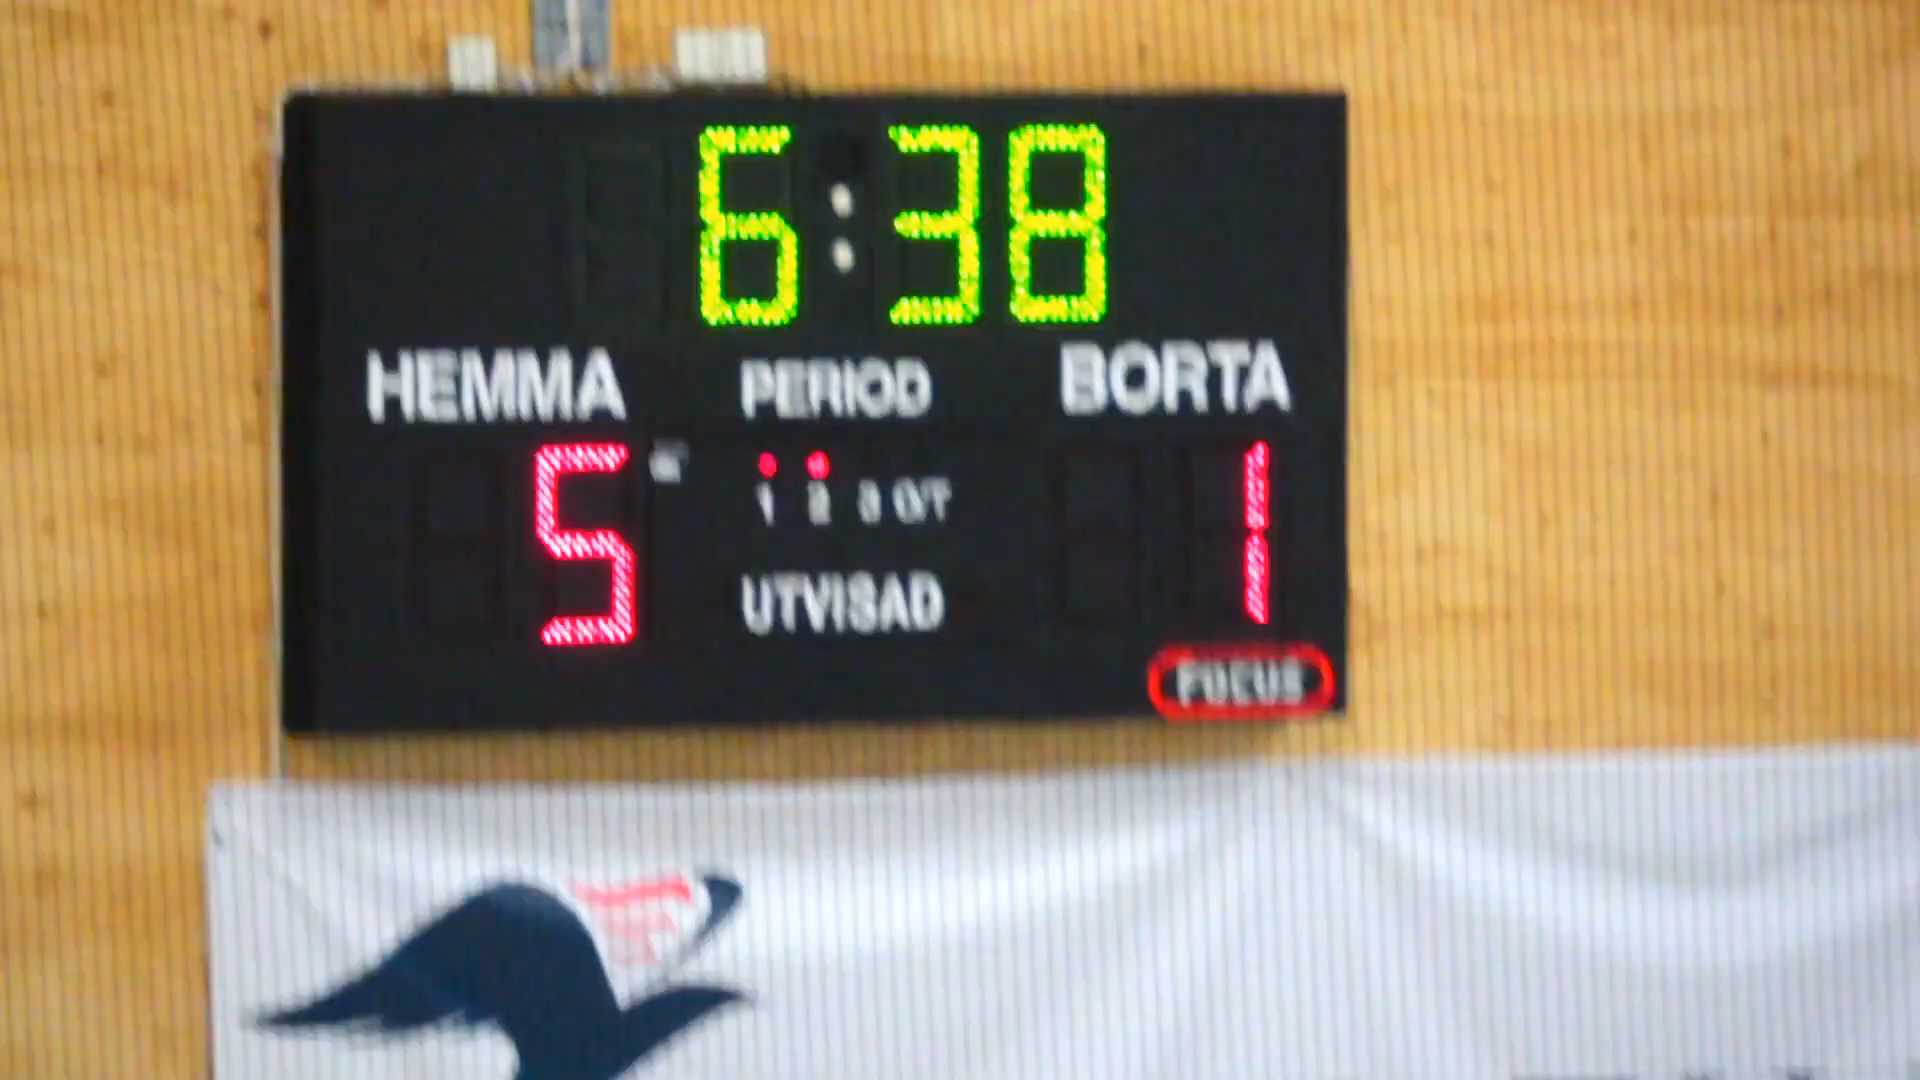 6:38
HEMMA PERIOD BORTA
5 1 2 3 O/T 1
UTVISAD
FOCUS